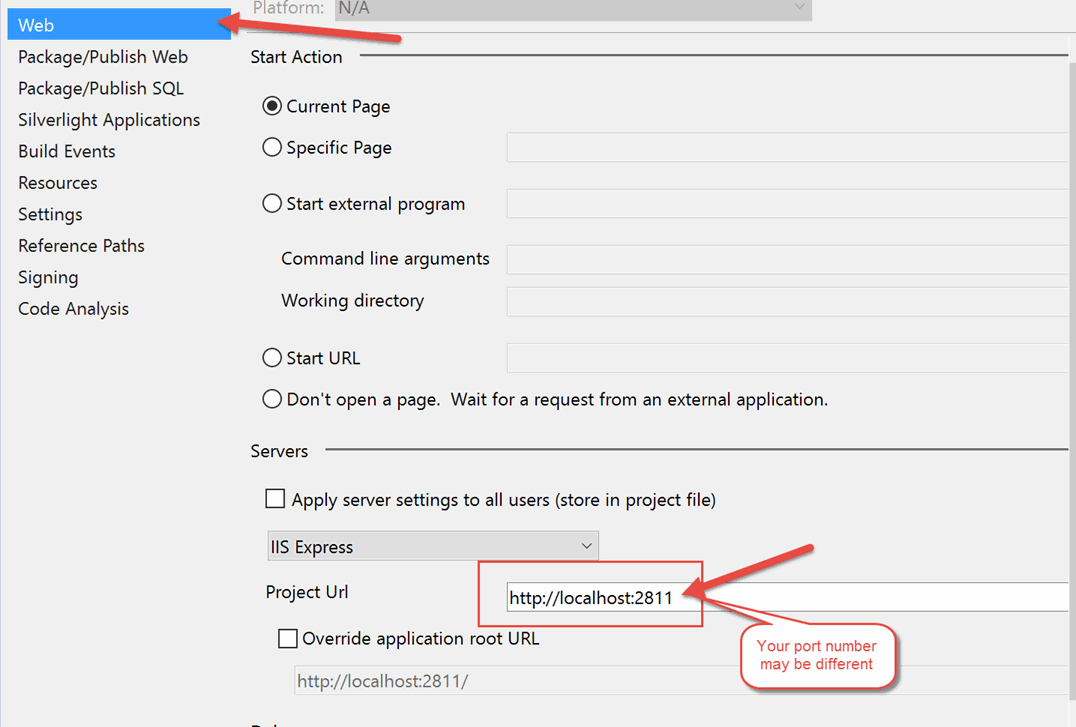 Platform: N/A
Web
Package/Publish Web
Package/Publish SQL
Silverlight Applications
Build Events
Resources
Settings
Reference Paths
Signing
Code Analysis
Start Action
Current Page
Specific Page
Start external program
Command line arguments
Working directory
Start URL
Don't open a page.  Wait for a request from an external application.
Servers
Apply server settings to all users (store in project file)
IIS Express
Project Url
http://localhost:2811
Override application root URL
http://localhost:2811/
Your port number
may be different